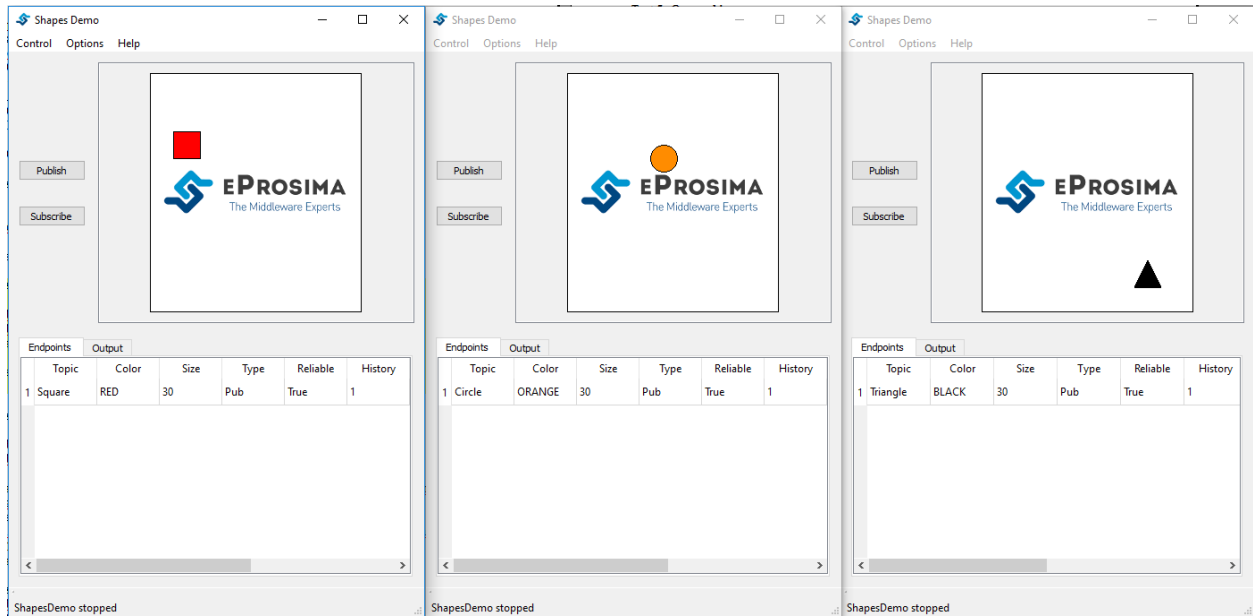 Shapes Demo
Control Options Help
Publish
Subscribe
ePROSIMA
The Middleware Experts
Endpoints Output
Topic Color Size Type Reliable History
1 Square RED 30 Pub True 1
ShapesDemo stopped
Shapes Demo
Control Options Help
Publish
Subscribe
ePROSIMA
The Middleware Experts
Endpoints Output
Topic Color Size Type Reliable History
1 Circle ORANGE 30 Pub True 1
ShapesDemo stopped
Shapes Demo
Control Options Help
Publish
Subscribe
ePROSIMA
The Middleware Experts
Endpoints Output
Topic Color Size Type Reliable History
1 Triangle BLACK 30 Pub True 1
ShapesDemo stopped